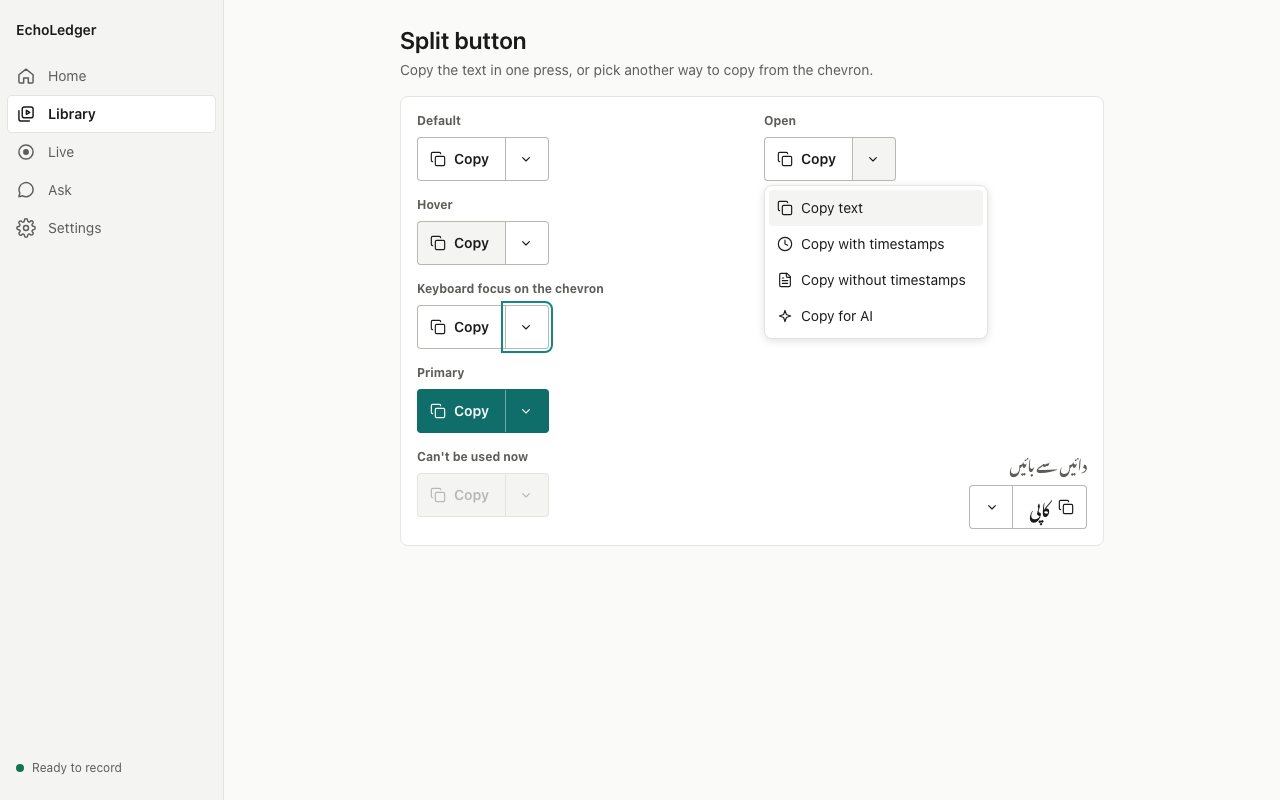 EchoLedger
Home
Library
Live
Ask
Settings
Ready to record
Split button
Copy the text in one press, or pick another way to copy from the chevron.
Default
Copy
Hover
Copy
Keyboard focus on the chevron
Copy
Primary
Copy
Can't be used now
Copy
Open
Copy
Copy text
Copy with timestamps
Copy without timestamps
Copy for AI
دائیں سے بائیں
کاپی